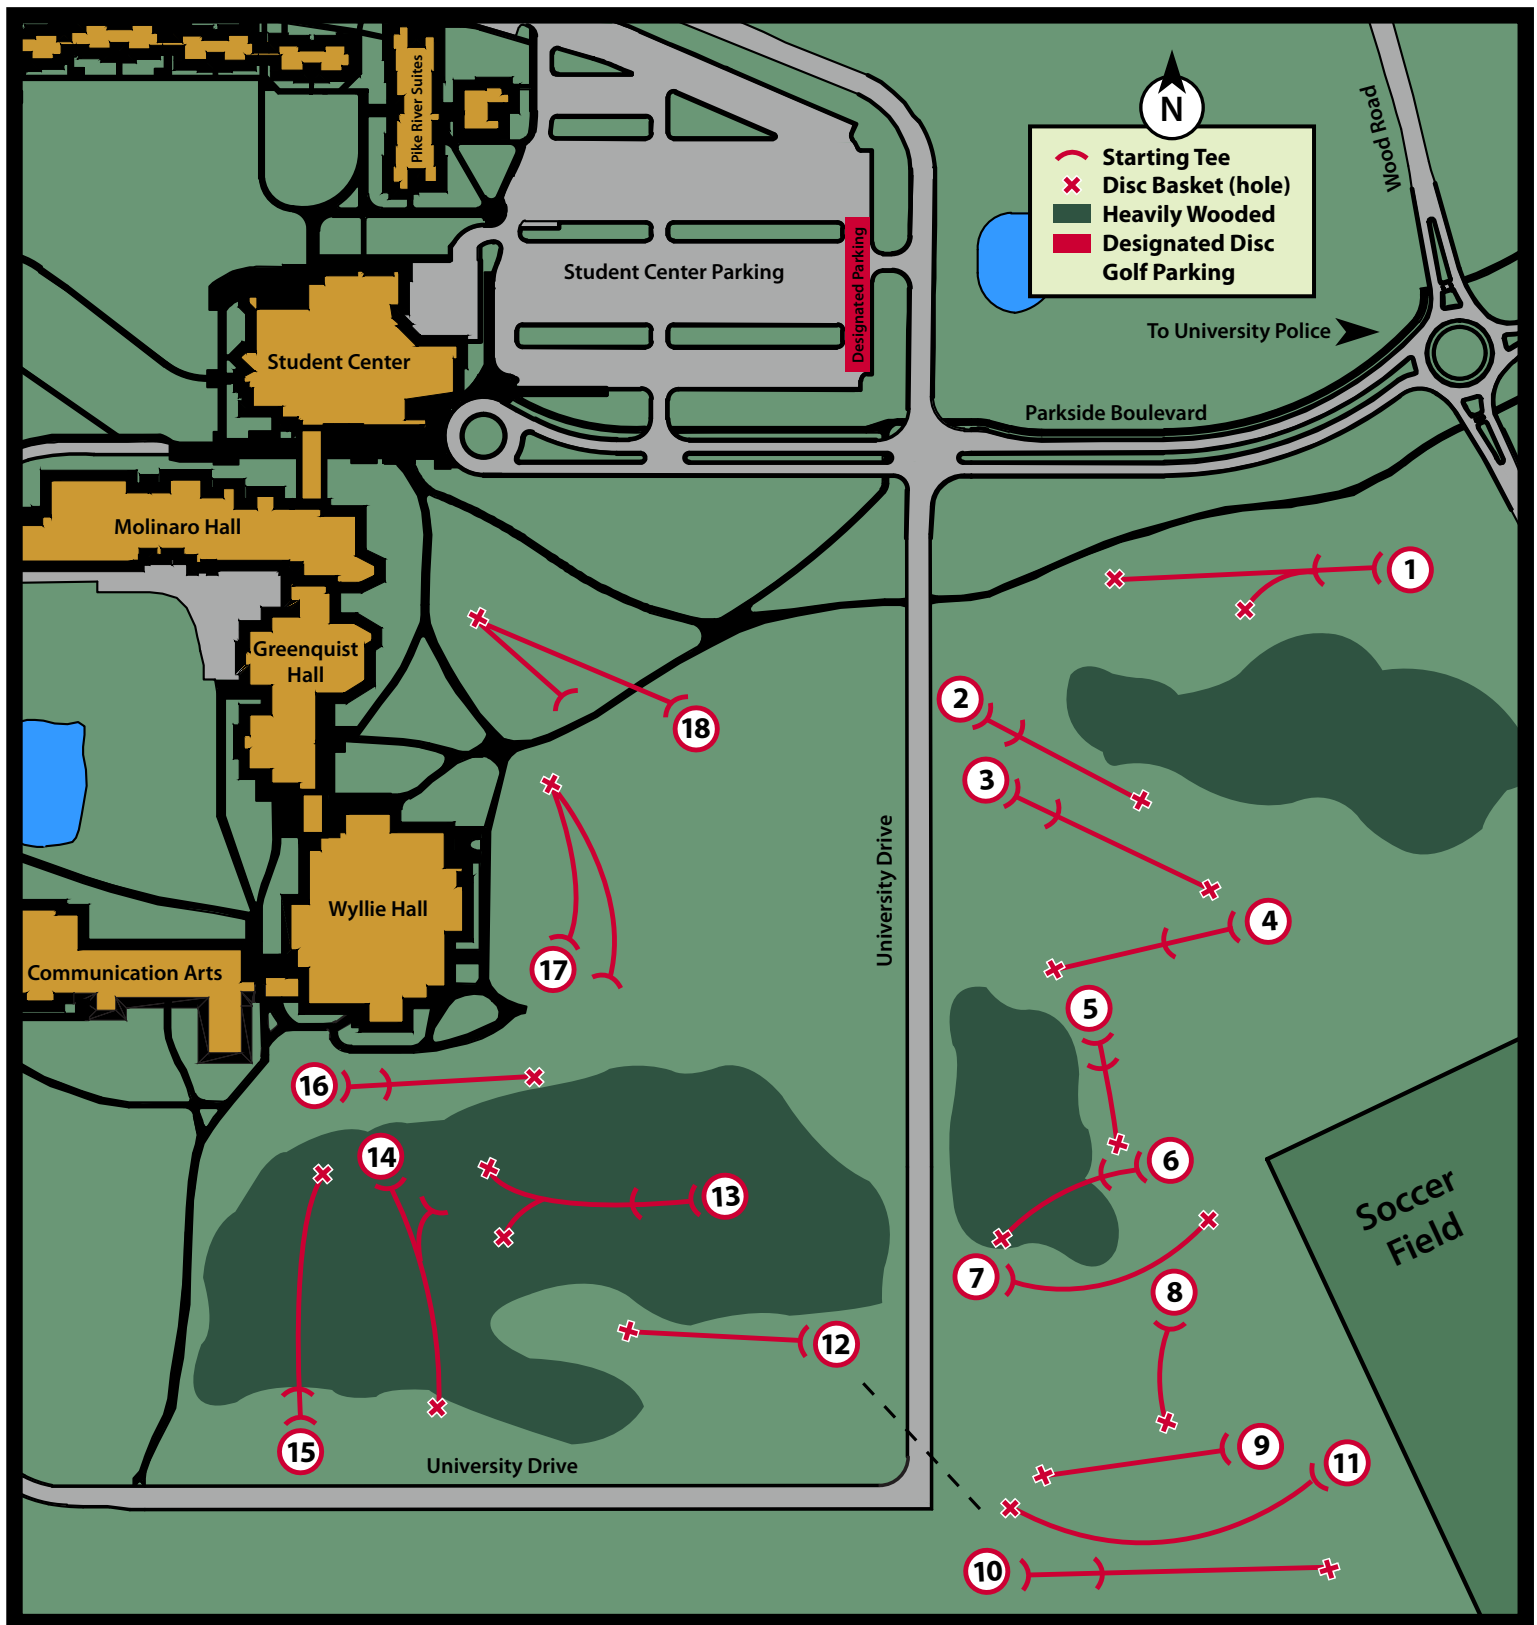 Pike River Suites
N
Starting Tee
Disc Basket (hole)
Heavily Wooded
Designated Disc
Golf Parking
Wood Road
Student Center Parking
Designated Parking
To University Police
Student Center
Parkside Boulevard
Molinaro Hall
1
Greenquist
Hall
2
18
3
University Drive
Wyllie Hall
4
17
Communication Arts
5
16
14
6
13
Soccer
Field
7
8
12
9
15
11
University Drive
10